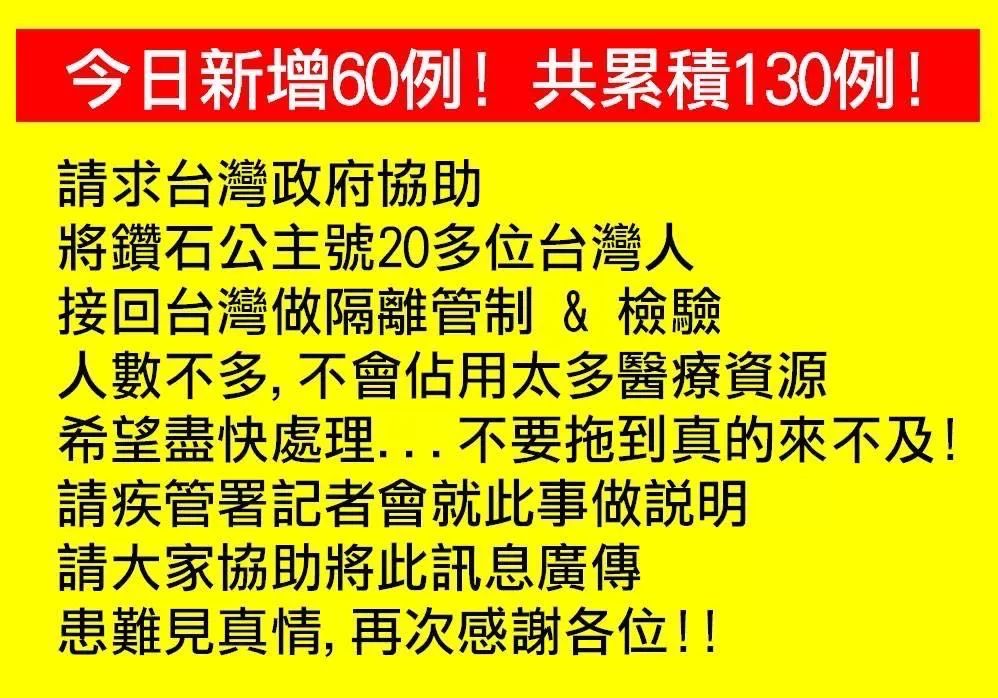 今日新增60例! 共累積130例!
請求台灣政府協助
將鑽石公主號20多位台灣人
接回台灣做隔離管制 & 檢驗
人數不多,不會佔用太多醫療資源
希望盡快處理...不要拖到真的來不及!
請疾管署記者會就此事做說明
請大家協助將此訊息廣傳
患難見真情,再次感謝各位!!